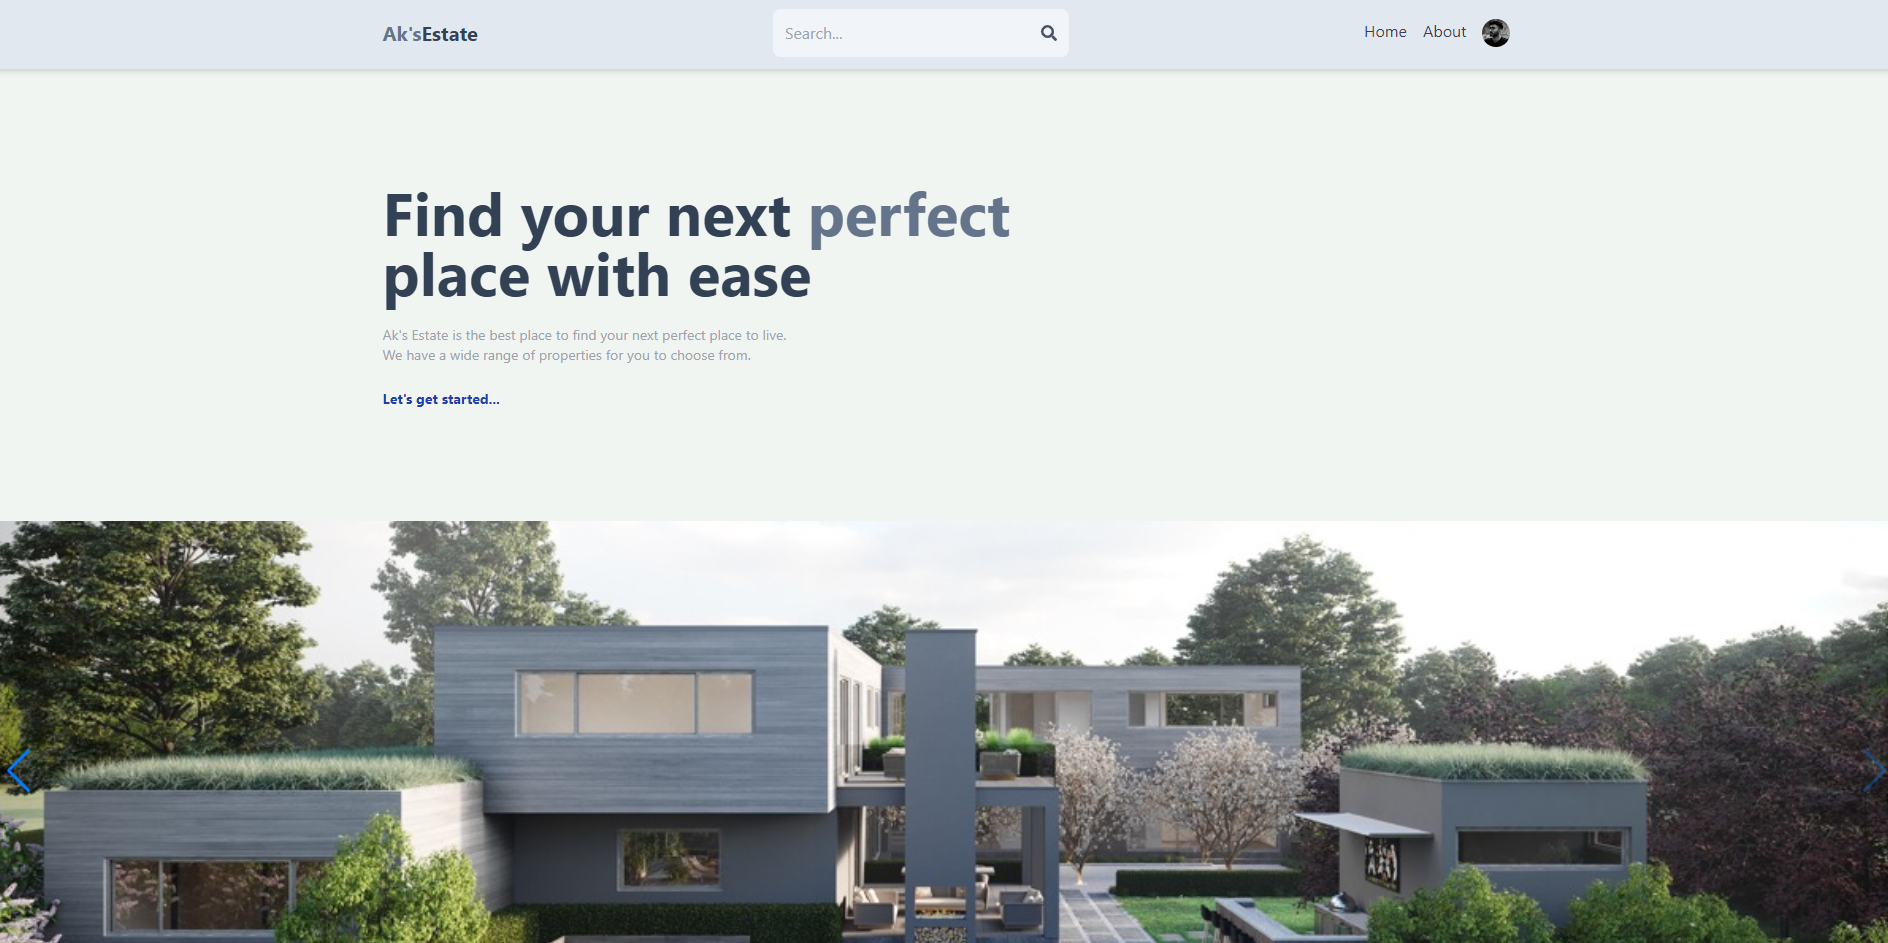 Ak'sEstate
Search...
Home
About
Find your next perfect
place with ease
Ak's Estate is the best place to find your next perfect place to live.
We have a wide range of properties for you to choose from.
Let's get started...